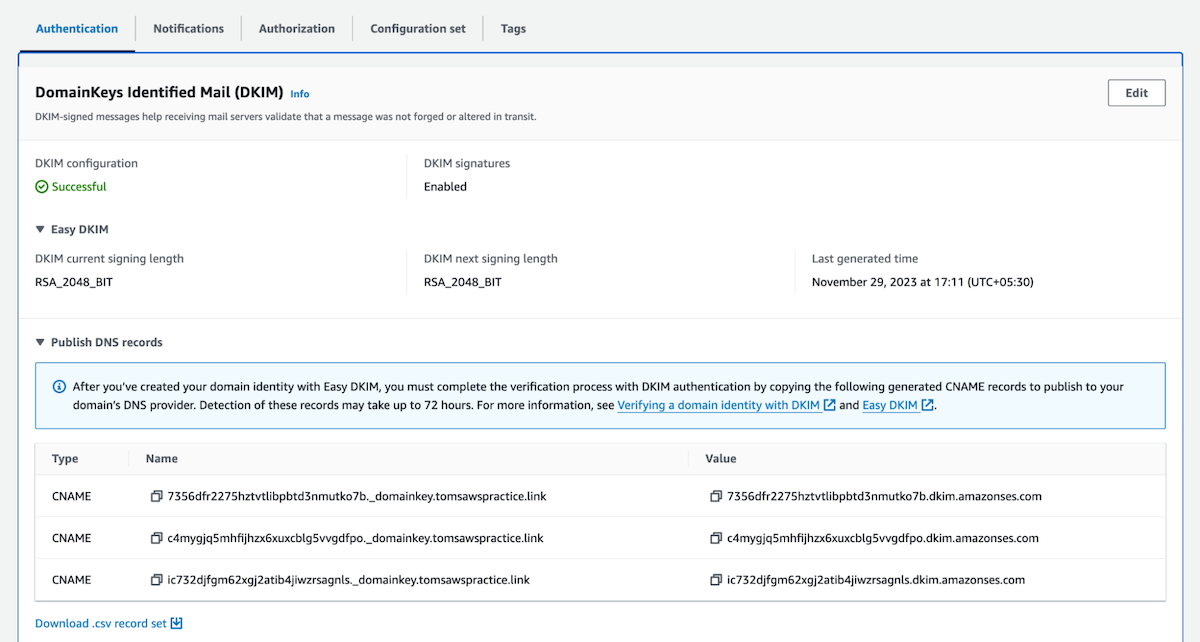 Authentication
Notifications
Authorization
Configuration set
Tags
DomainKeys Identified Mail (DKIM) Info
Edit
DKIM-signed messages help receiving mail servers validate that a message was not forged or altered in transit.
DKIM configuration
Successful
DKIM signatures
Enabled
Easy DKIM
DKIM current signing length
RSA_2048_BIT
DKIM next signing length
RSA_2048_BIT
Last generated time
November 29, 2023 at 17:11 (UTC+05:30)
Publish DNS records
After you've created your domain identity with Easy DKIM, you must complete the verification process with DKIM authentication by copying the following generated CNAME records to publish to your
domain's DNS provider. Detection of these records may take up to 72 hours. For more information, see Verifying a domain identity with DKIM and Easy DKIM.
Type Name Value
CNAME 7356dfr2275hztvtlibpbtd3nmutko7b._domainkey.tomsawspractice.link 7356dfr2275hztvtlibpbtd3nmutko7b.dkim.amazonses.com
CNAME c4mygjq5mhfijhzx6xuxcblg5vvgdfpo._domainkey.tomsawspractice.link c4mygjq5mhfijhzx6xuxcblg5vvgdfpo.dkim.amazonses.com
CNAME ic732djfgm62xgj2atib4jiwzrsagnls._domainkey.tomsawspractice.link ic732djfgm62xgj2atib4jiwzrsagnls.dkim.amazonses.com
Download .csv record set